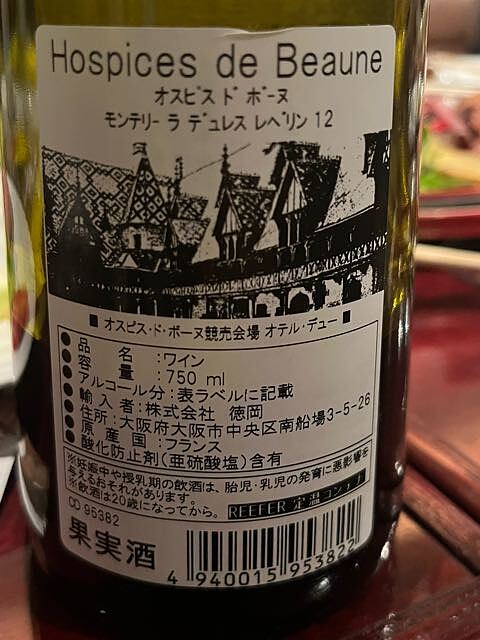 Hospices de Beaune
オスピス ド ボーヌ
モンテリー ラ デュレス レベリン 12
■ オスピス・ド・ボーヌ競売会場 オテル・デュー ■
● 品 名 :ワイン
● 容 量 :750 ml
● アルコール分:表ラベルに記載
● 輸 入 者:株式会社 徳岡
● 住所:大阪府大阪市中央区南船場3-5-26
● 原 産 国:フランス
● 酸化防止剤(亜硫酸塩)含有
※妊娠中や授乳期の飲酒は、胎児・乳児の発育に悪影響を
与えるおそれがあります。
※飲酒は20歳になってから。 REEFER 定温コンテナ
CD 95382
果実酒
4 940015 953822